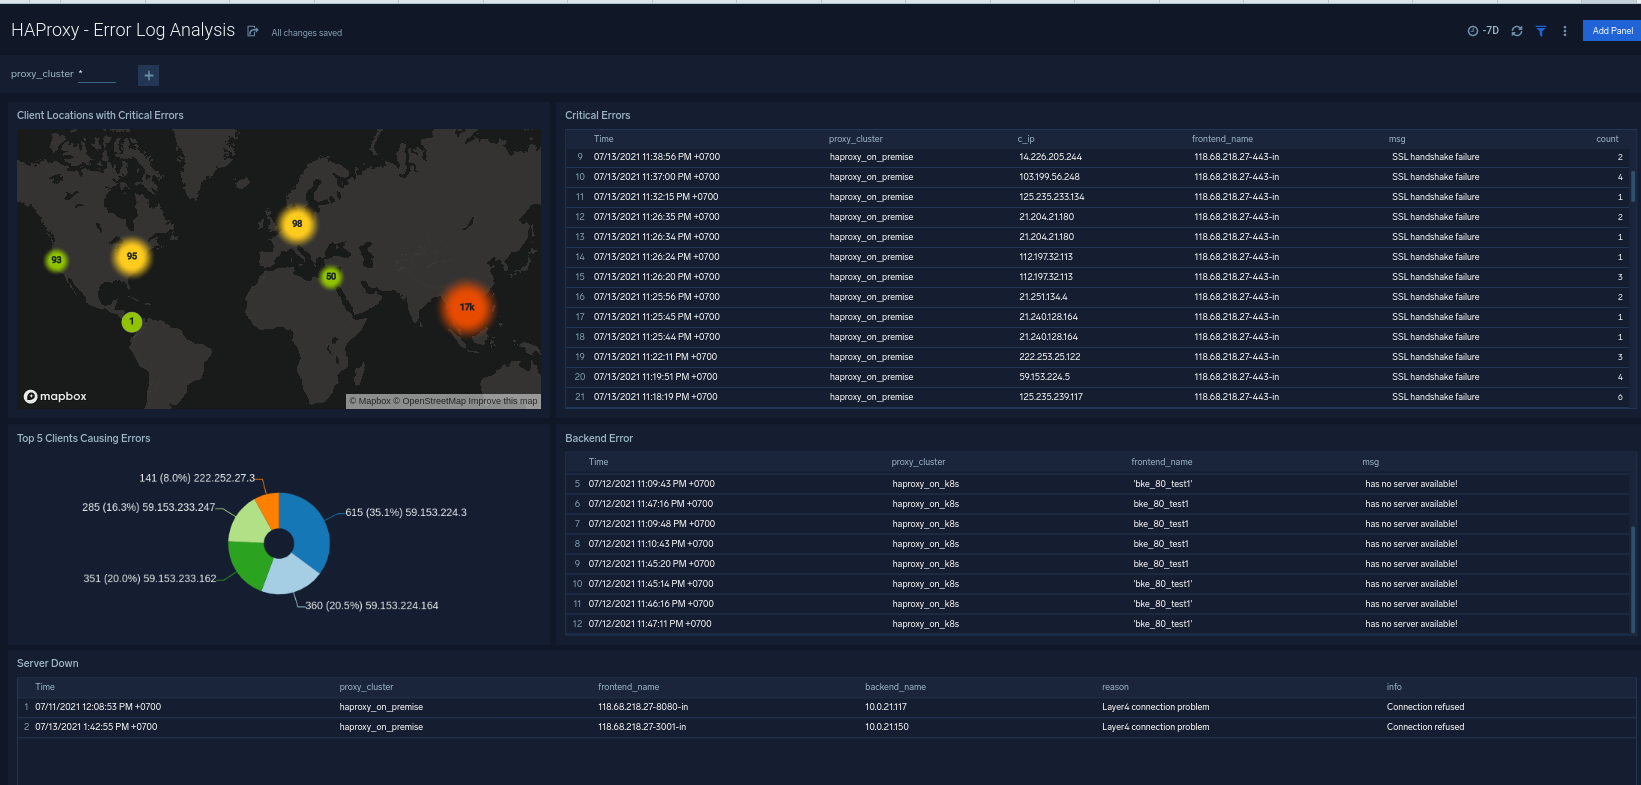 HAProxy - Error Log Analysis
All changes saved
-7D
Add Panel
proxy_cluster *
+
Client Locations with Critical Errors
98
93
95
50
17k
1
mapbox
© Mapbox © OpenStreetMap Improve this map
Critical Errors
Time proxy_cluster c_ip frontend_name msg count
9 07/13/2021 11:38:56 PM +0700 haproxy_on_premise 14.226.205.244 118.68.218.27-443-in SSL handshake failure 2
10 07/13/2021 11:37:00 PM +0700 haproxy_on_premise 103.199.56.248 118.68.218.27-443-in SSL handshake failure 4
11 07/13/2021 11:32:15 PM +0700 haproxy_on_premise 125.235.233.134 118.68.218.27-443-in SSL handshake failure 1
12 07/13/2021 11:26:35 PM +0700 haproxy_on_premise 21.204.21.180 118.68.218.27-443-in SSL handshake failure 2
13 07/13/2021 11:26:34 PM +0700 haproxy_on_premise 21.204.21.180 118.68.218.27-443-in SSL handshake failure 1
14 07/13/2021 11:26:24 PM +0700 haproxy_on_premise 112.197.32.113 118.68.218.27-443-in SSL handshake failure 1
15 07/13/2021 11:26:20 PM +0700 haproxy_on_premise 112.197.32.113 118.68.218.27-443-in SSL handshake failure 3
16 07/13/2021 11:25:56 PM +0700 haproxy_on_premise 21.251.134.4 118.68.218.27-443-in SSL handshake failure 2
17 07/13/2021 11:25:45 PM +0700 haproxy_on_premise 21.240.128.164 118.68.218.27-443-in SSL handshake failure 1
18 07/13/2021 11:25:44 PM +0700 haproxy_on_premise 21.240.128.164 118.68.218.27-443-in SSL handshake failure 1
19 07/13/2021 11:22:11 PM +0700 haproxy_on_premise 222.253.25.122 118.68.218.27-443-in SSL handshake failure 3
20 07/13/2021 11:19:51 PM +0700 haproxy_on_premise 59.153.224.5 118.68.218.27-443-in SSL handshake failure 4
21 07/13/2021 11:18:19 PM +0700 haproxy_on_premise 125.235.239.117 118.68.218.27-443-in SSL handshake failure 6
Top 5 Clients Causing Errors
141 (8.0%) 222.252.27.3
285 (16.3%) 59.153.233.247
615 (35.1%) 59.153.224.3
351 (20.0%) 59.153.233.162
360 (20.5%) 59.153.224.164
Backend Error
Time proxy_cluster frontend_name msg
5 07/12/2021 11:09:43 PM +0700 haproxy_on_k8s 'bke_80_test1' has no server available!
6 07/12/2021 11:47:16 PM +0700 haproxy_on_k8s bke_80_test1 has no server available!
7 07/12/2021 11:09:48 PM +0700 haproxy_on_k8s bke_80_test1 has no server available!
8 07/12/2021 11:10:43 PM +0700 haproxy_on_k8s bke_80_test1 has no server available!
9 07/12/2021 11:45:20 PM +0700 haproxy_on_k8s bke_80_test1 has no server available!
10 07/12/2021 11:45:14 PM +0700 haproxy_on_k8s 'bke_80_test1' has no server available!
11 07/12/2021 11:46:16 PM +0700 haproxy_on_k8s 'bke_80_test1' has no server available!
12 07/12/2021 11:47:11 PM +0700 haproxy_on_k8s 'bke_80_test1' has no server available!
Server Down
Time proxy_cluster frontend_name backend_name reason info
1 07/11/2021 12:08:53 PM +0700 haproxy_on_premise 118.68.218.27-8080-in 10.0.21.117 Layer4 connection problem Connection refused
2 07/13/2021 1:42:55 PM +0700 haproxy_on_premise 118.68.218.27-3001-in 10.0.21.150 Layer4 connection problem Connection refused